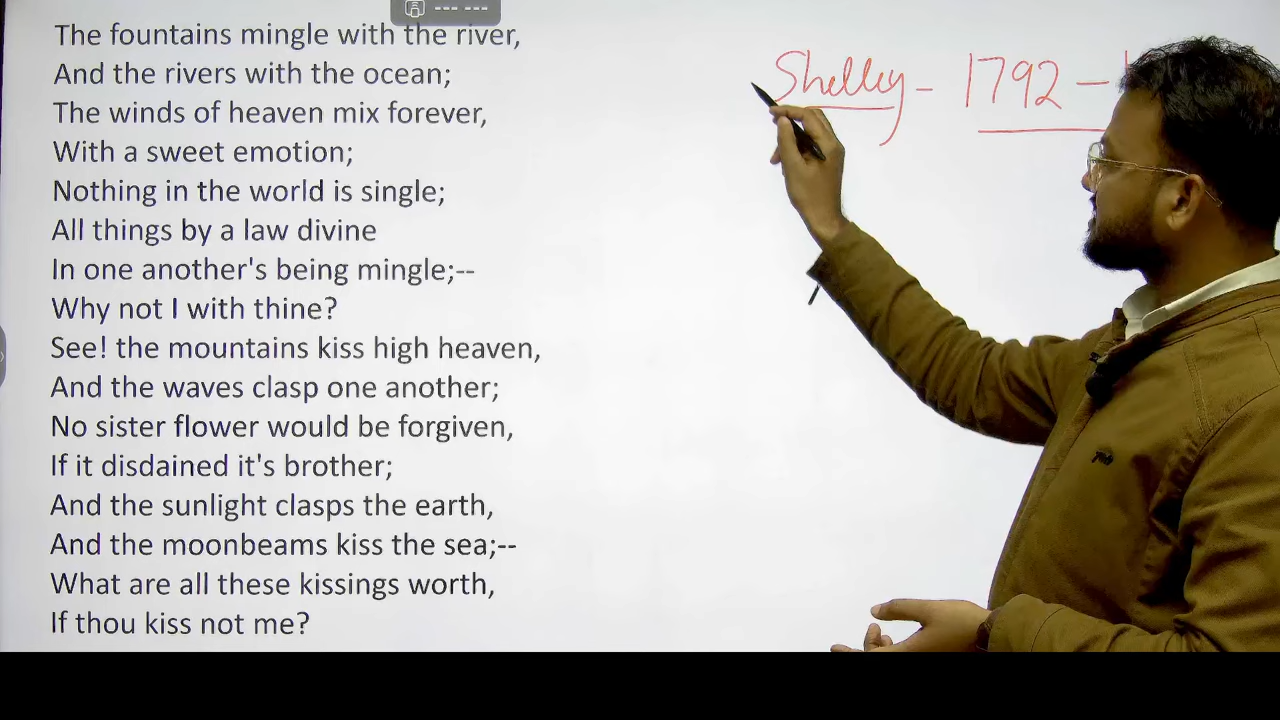 The fountains mingle with the river,
And the rivers with the ocean;
The winds of heaven mix forever,
With a sweet emotion;
Nothing in the world is single;
All things by a law divine
In one another's being mingle;--
Why not I with thine?
See! the mountains kiss high heaven,
And the waves clasp one another;
No sister flower would be forgiven,
If it disdained it's brother;
And the sunlight clasps the earth,
And the moonbeams kiss the sea;--
What are all these kissings worth,
If thou kiss not me?
Shelley - 1792 -